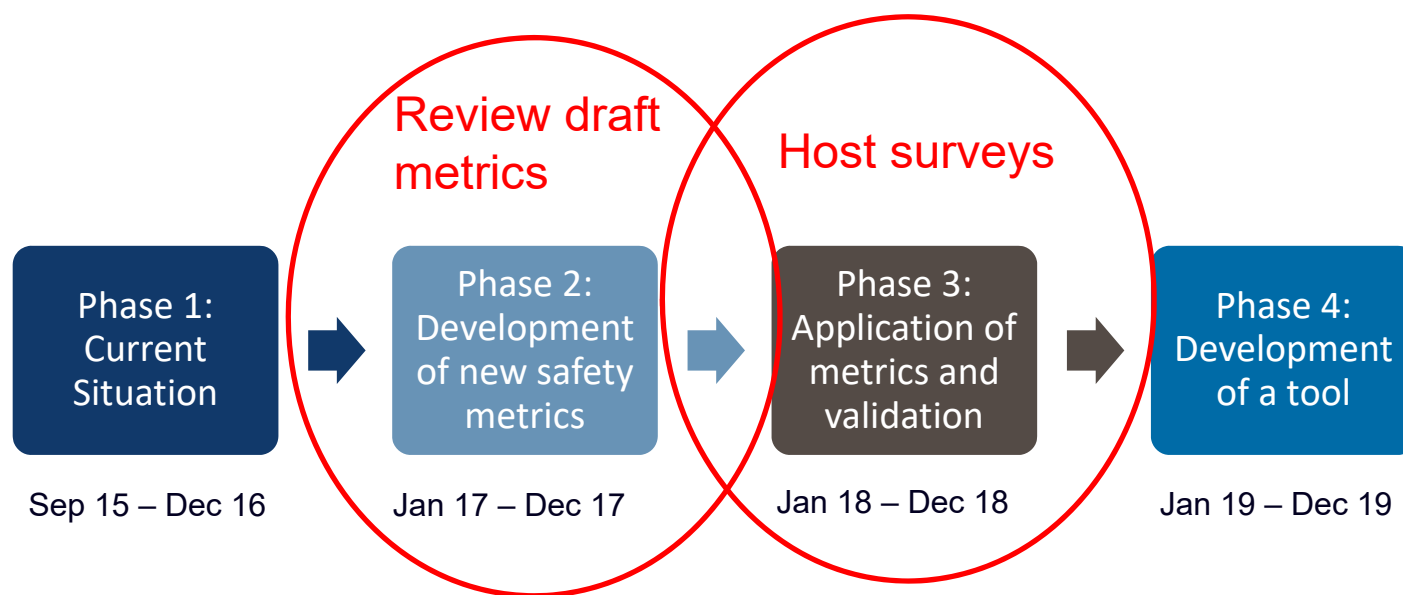 Review draft
metrics
Host surveys
Phase 1:
Current
Situation
Phase 2:
Development
of new safety
metrics
Phase 3:
Application of
metrics and
validation
Phase 4:
Development
of a tool
Sep 15 – Dec 16
Jan 17 – Dec 17
Jan 18 – Dec 18
Jan 19 – Dec 19